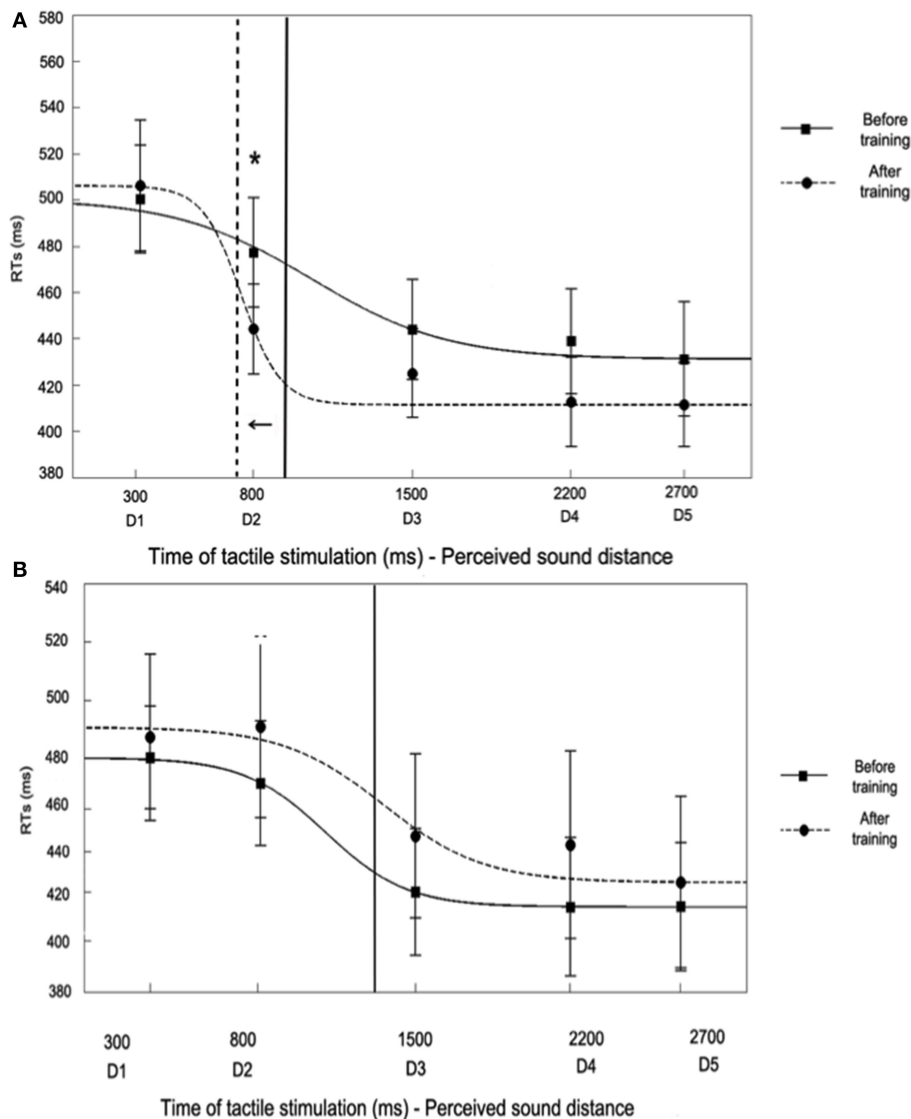 A
580
560
540
520
500
480
460
440
420
400
380
RTs (ms)
*
←
300 800 1500 2200 2700
D1 D2 D3 D4 D5
Time of tactile stimulation (ms) - Perceived sound distance
Before
training
After
training
B
540
520
500
480
460
440
420
400
380
RTs (ms)
300 800 1500 2200 2700
D1 D2 D3 D4 D5
Time of tactile stimulation (ms) - Perceived sound distance
Before
training
After
training